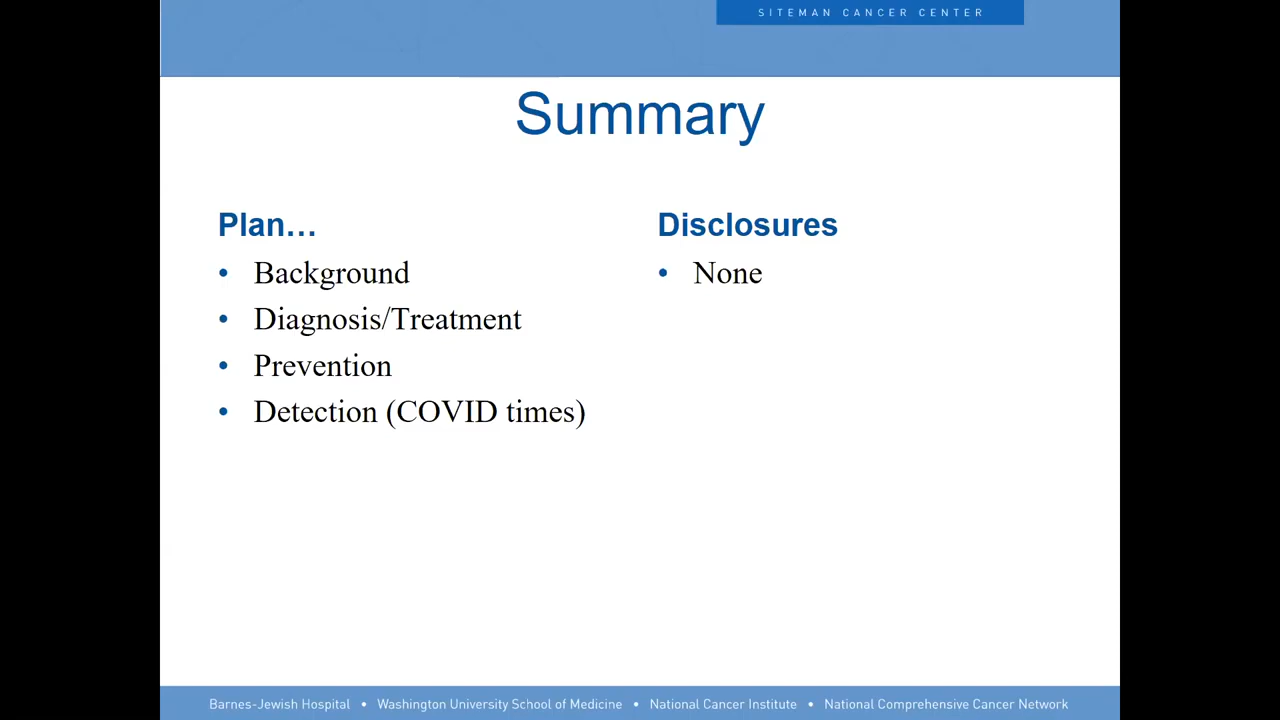 SITEMAN CANCER CENTER
Summary
Plan…
• Background
• Diagnosis/Treatment
• Prevention
• Detection (COVID times)
Disclosures
• None
Barnes-Jewish Hospital • Washington University School of Medicine • National Cancer Institute • National Comprehensive Cancer Network